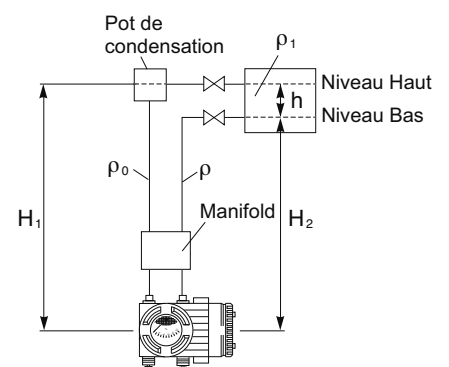 Pot de
condensation
ρ₁
Niveau Haut
h
Niveau Bas
ρ₀
ρ
H₁
Manifold
H₂